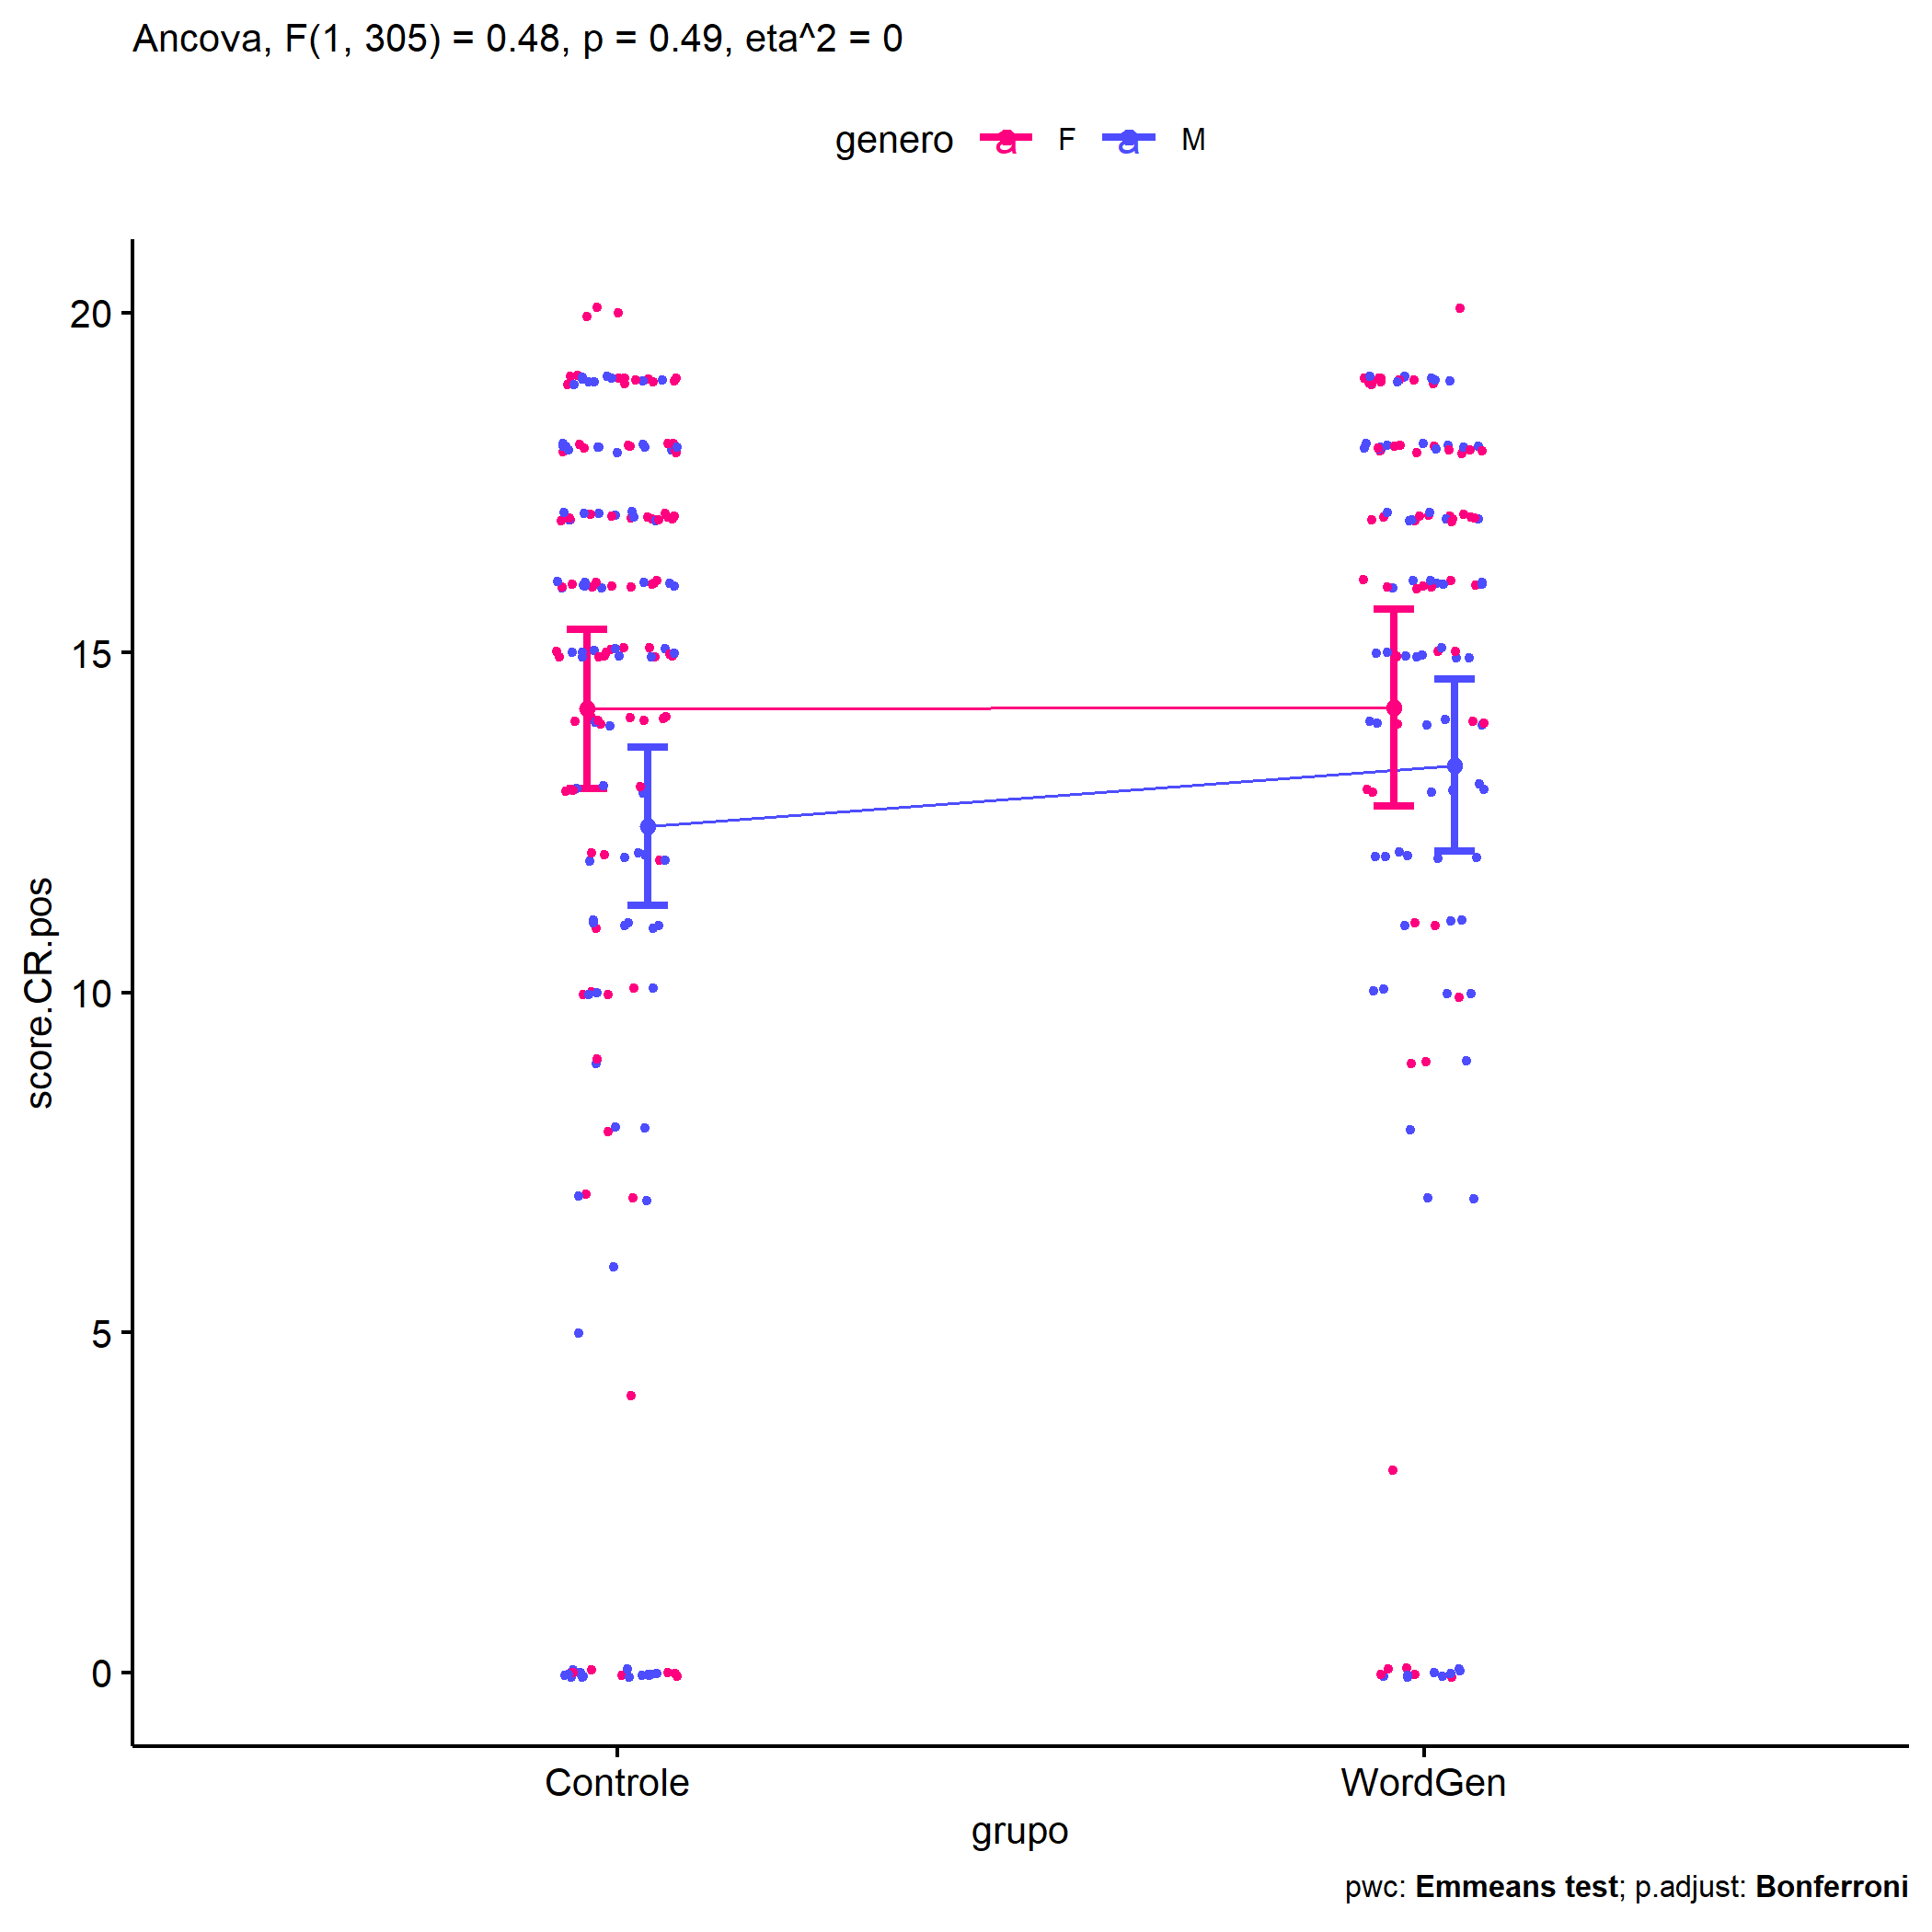 Ancova, F(1, 305) = 0.48, p = 0.49, eta^2 = 0
genero a F a M
score.CR.pos
20
15
10
5
0
Controle WordGen
grupo
pwc: Emmeans test; p.adjust: Bonferroni